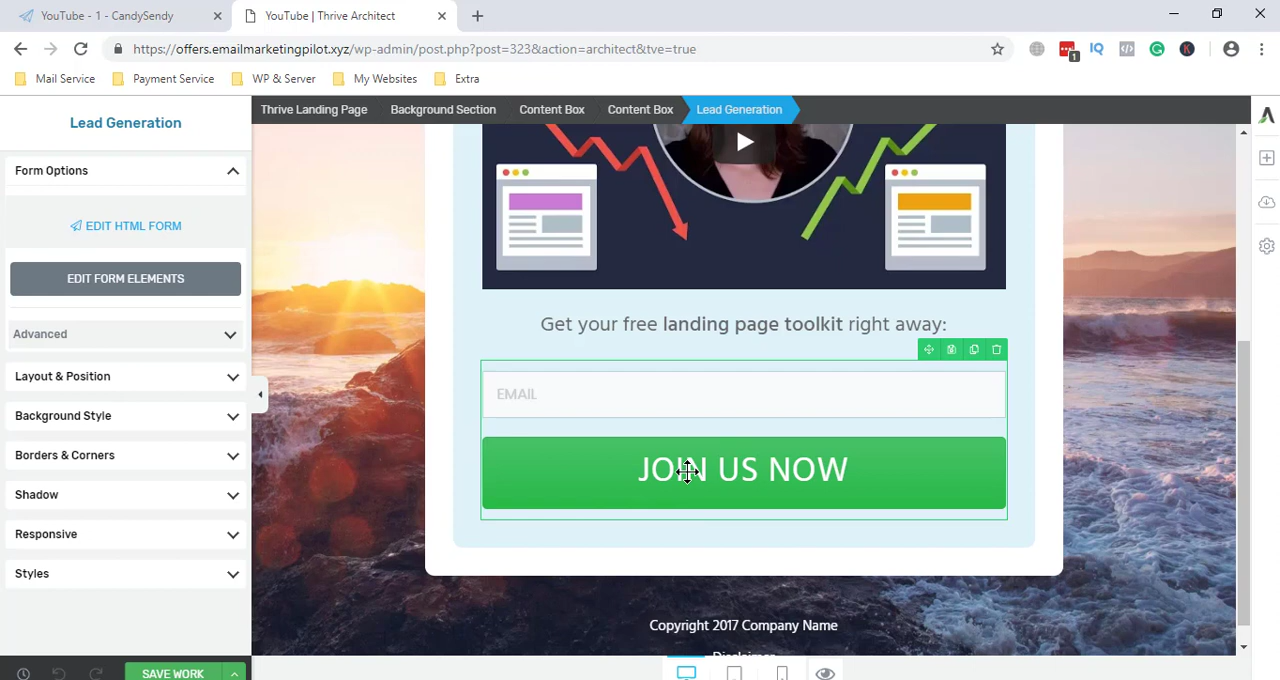 YouTube - 1 - CandySendy
YouTube | Thrive Architect
https://offers.emailmarketingpilot.xyz/wp-admin/post.php?post=323&action=architect&tve=true
1
IQ
K
Mail Service
Payment Service
WP & Server
My Websites
Extra
Lead Generation
Thrive Landing Page
Background Section
Content Box
Content Box
Lead Generation
Form Options
EDIT HTML FORM
EDIT FORM ELEMENTS
Advanced
Layout & Position
Background Style
Borders & Corners
Shadow
Responsive
Styles
SAVE WORK
Get your free landing page toolkit right away:
EMAIL
JOIN US NOW
Copyright 2017 Company Name
Disclaimer